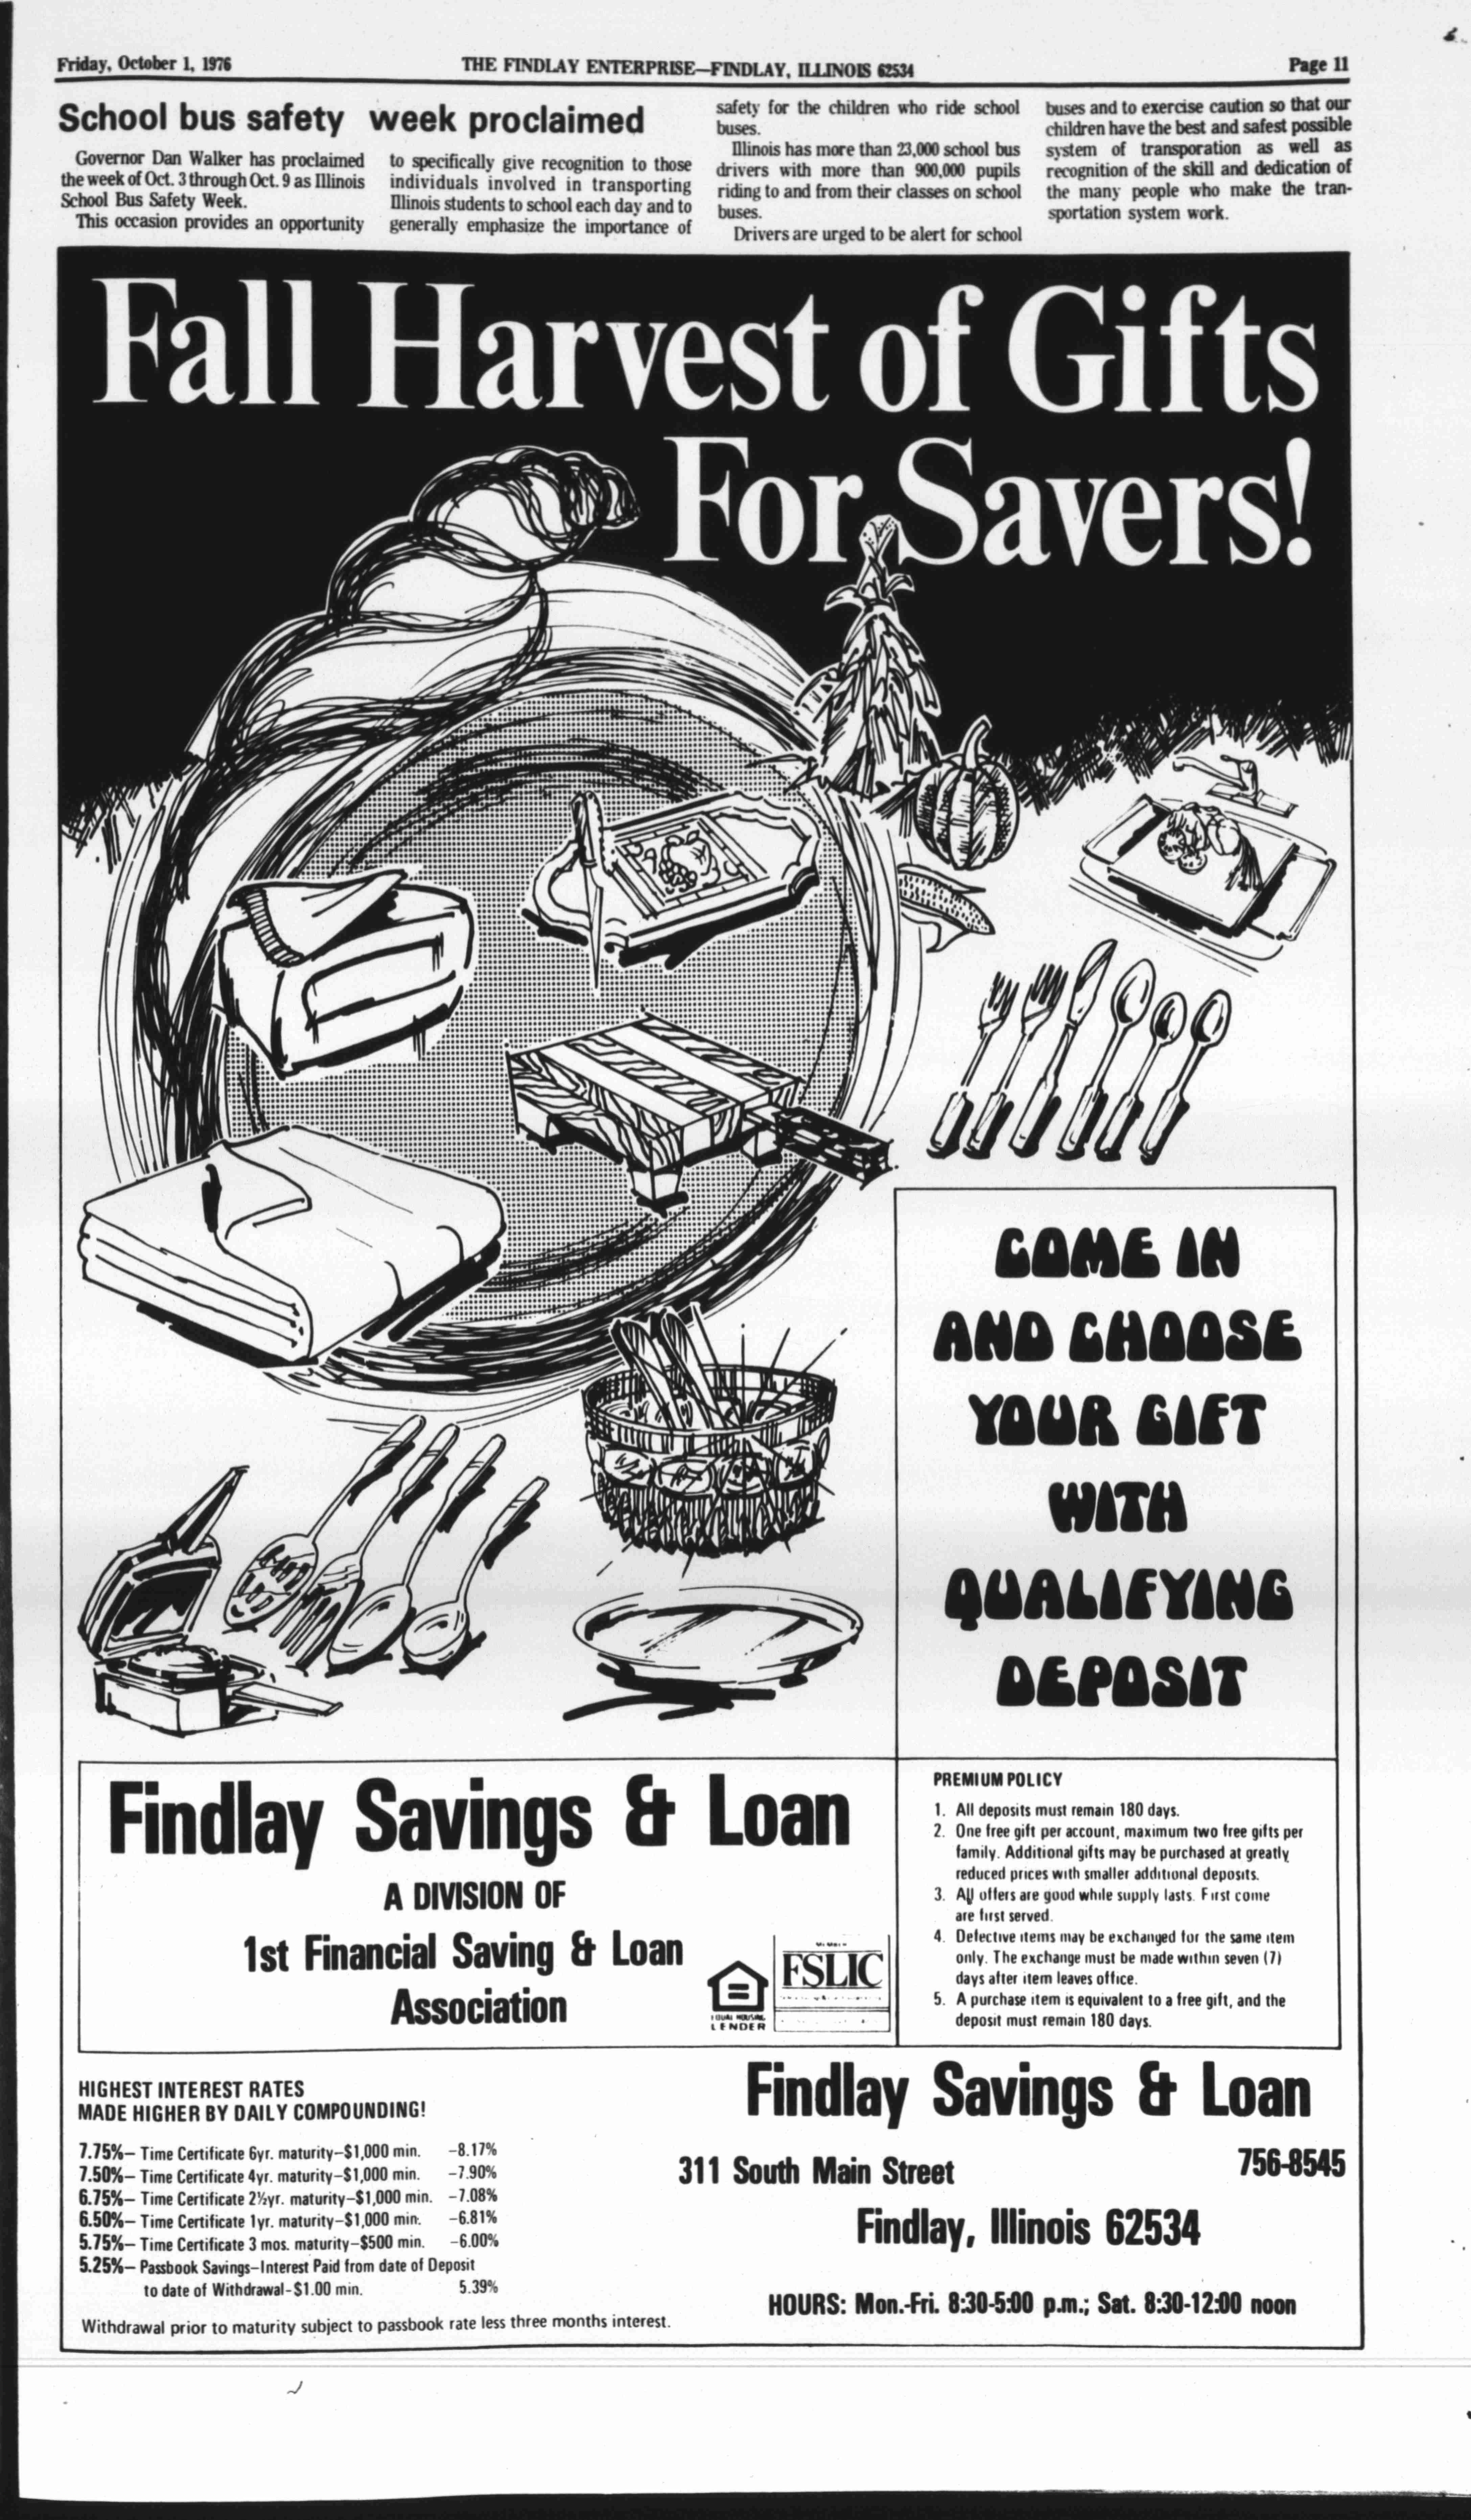 Friday, October 1, 1976
THE FINDLAY ENTERPRISE—FINDLAY, ILLINOIS 62534
Page 11
School bus safety week proclaimed
Governor Dan Walker has proclaimed
the week of Oct. 3 through Oct. 9 as Illinois
School Bus Safety Week.
This occasion provides an opportunity
to specifically give recognition to those
individuals involved in transporting
Illinois students to school each day and to
generally emphasize the importance of
safety for the children who ride school
buses.
Illinois has more than 23,000 school bus
drivers with more than 900,000 pupils
riding to and from their classes on school
buses.
Drivers are urged to be alert for school
buses and to exercise caution so that our
children have the best and safest possible
system of transporation as well as
recognition of the skill and dedication of
the many people who make the tran-
sportation system work.
Fall Harvest of Gifts
For Savers!
COME IN
AND CHOOSE
YOUR GIFT
WITH
QUALIFYING
DEPOSIT
Findlay Savings & Loan
A DIVISION OF
1st Financial Saving & Loan
Association
EQUAL HOUSING
LENDER
FSLIC
PREMIUM POLICY
1. All deposits must remain 180 days.
2. One free gift per account, maximum two free gifts per
family. Additional gifts may be purchased at greatly
reduced prices with smaller additional deposits.
3. All offers are good while supply lasts. First come
are first served.
4. Defective items may be exchanged for the same item
only. The exchange must be made within seven (7)
days after item leaves office.
5. A purchase item is equivalent to a free gift, and the
deposit must remain 180 days.
HIGHEST INTEREST RATES
MADE HIGHER BY DAILY COMPOUNDING!
7.75%— Time Certificate 6yr. maturity—$1,000 min. —8.17%
7.50%— Time Certificate 4yr. maturity—$1,000 min. —7.90%
6.75%— Time Certificate 2½yr. maturity—$1,000 min. —7.08%
6.50%— Time Certificate 1yr. maturity—$1,000 min. —6.81%
5.75%— Time Certificate 3 mos. maturity—$500 min. —6.00%
5.25%— Passbook Savings—Interest Paid from date of Deposit
to date of Withdrawal-$1.00 min. 5.39%
Withdrawal prior to maturity subject to passbook rate less three months interest.
Findlay Savings & Loan
311 South Main Street 756-8545
Findlay, Illinois 62534
HOURS: Mon.-Fri. 8:30-5:00 p.m.; Sat. 8:30-12:00 noon